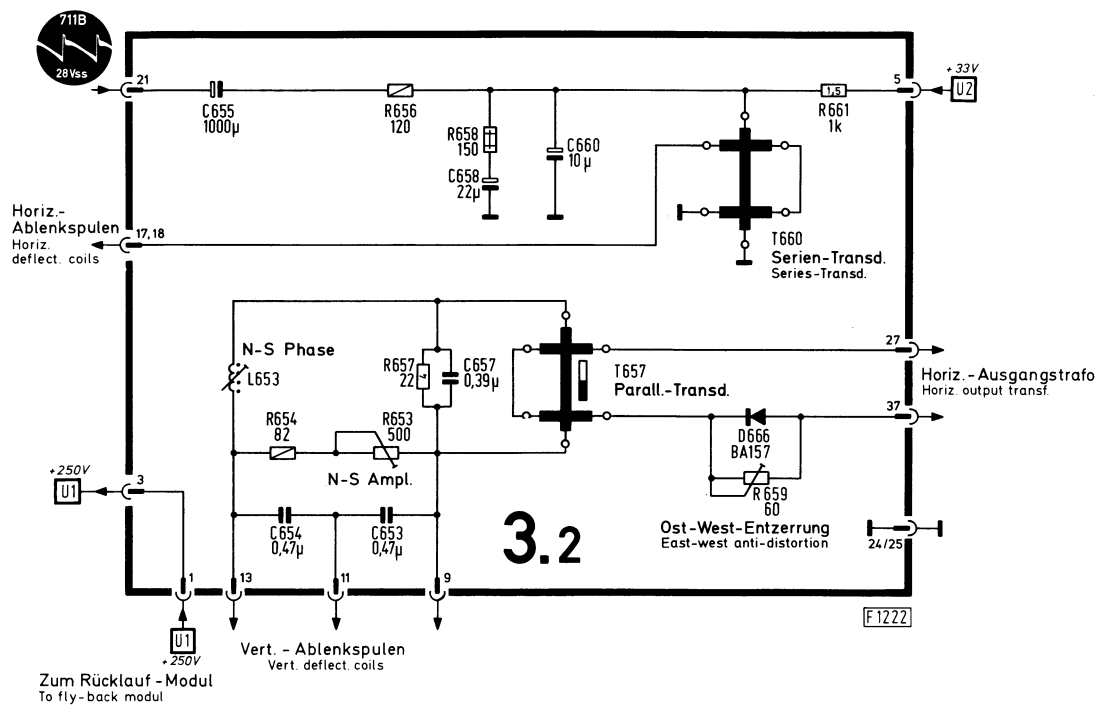 711B
28Vss
21
C655
1000µ
R656
120
R658
150
C658
22µ
C660
10µ
1,5
R661
1k
5
+33V
U2
Horiz.-
Ablenkspulen
Horiz.
deflect. coils
17,18
T660
Serien-Transd.
Series-Transd.
N-S Phase
L653
R657
22
4
C657
0,39µ
T657
Parall.-Transd.
27
Horiz.-Ausgangstrafo
Horiz. output transf.
37
R654
82
R653
500
N-S Ampl.
D666
BA157
R659
60
+250V
U1
3
C654
0,47µ
C653
0,47µ
3.2
Ost-West-Entzerrung
East-west anti-distortion
24/25
1
13
11
9
F1222
U1
+250V
Vert.-Ablenkspulen
Vert. deflect. coils
Zum Rücklauf-Modul
To fly-back modul